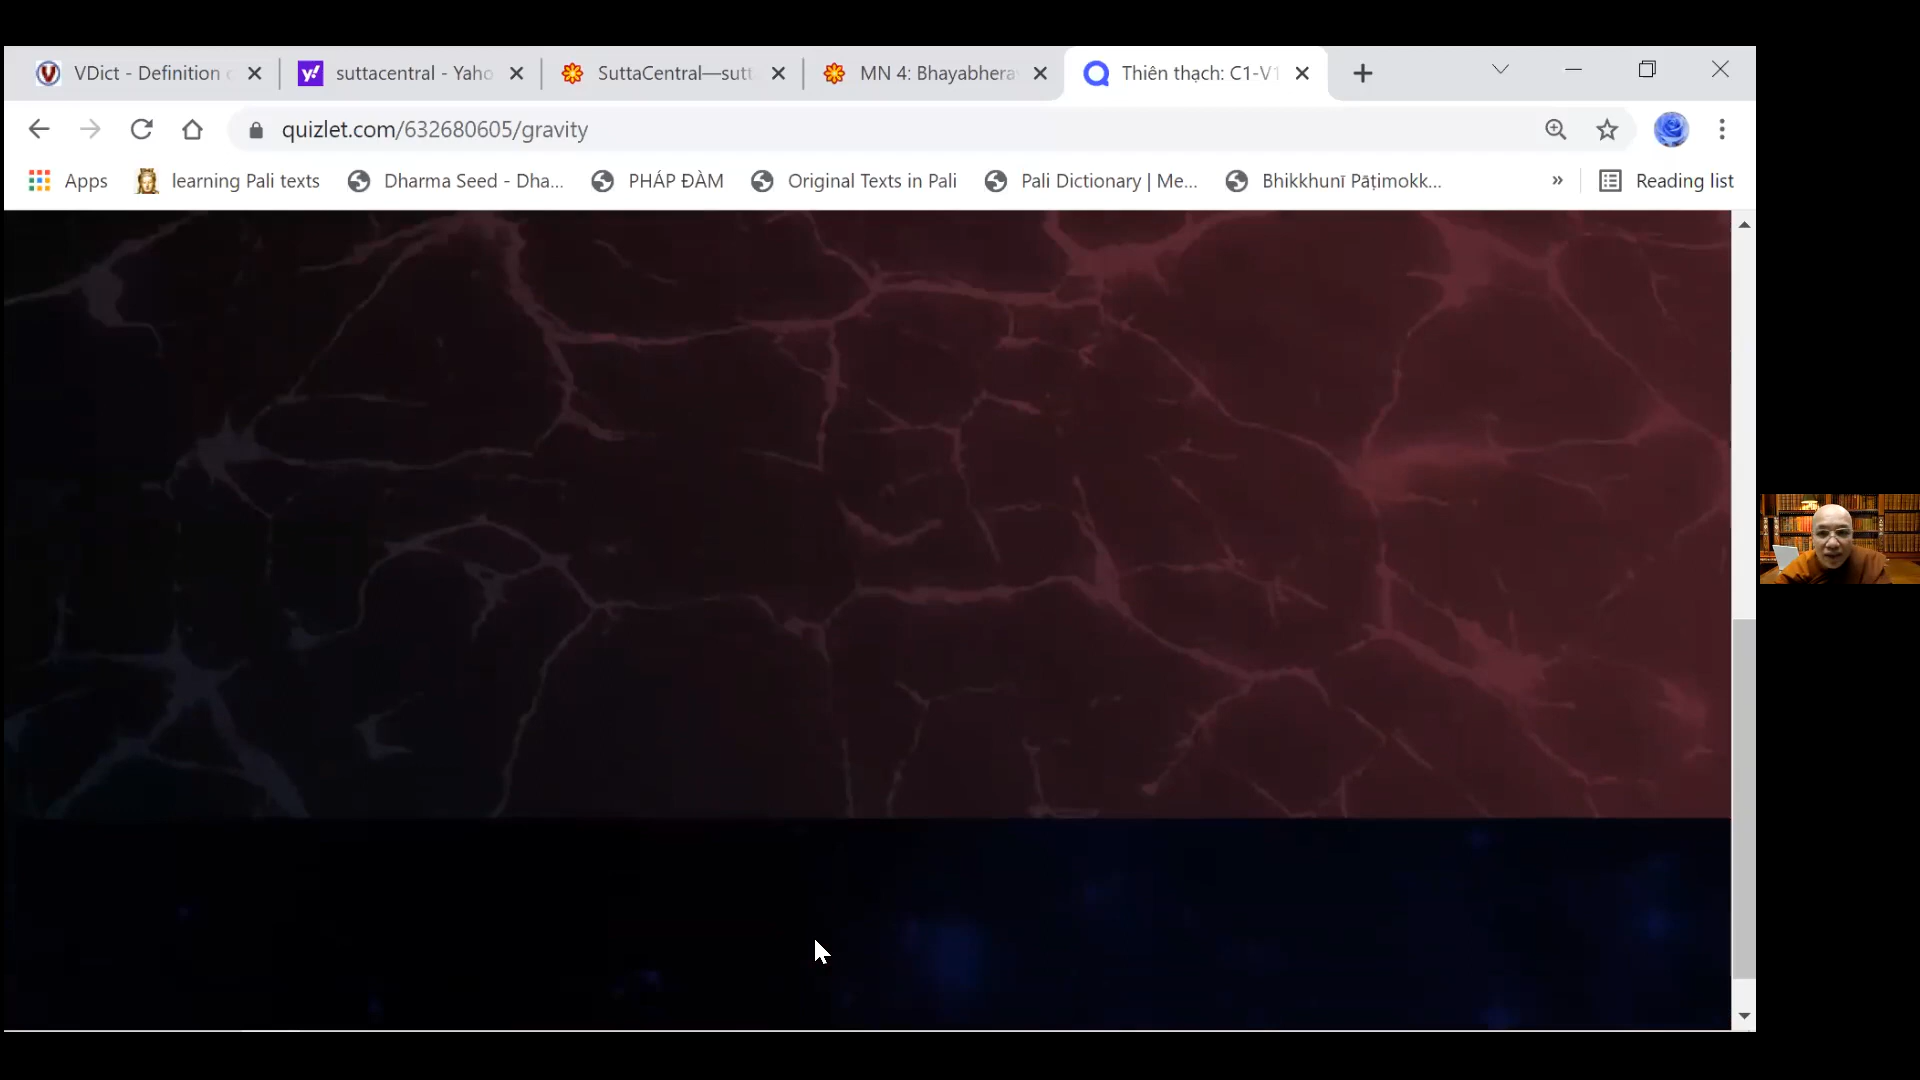 VDict - Definition
suttacentral - Yaho
SuttaCentral—sutt
MN 4: Bhayabhera
Thiên thạch: C1-V1
quizlet.com/632680605/gravity
Apps
learning Pali texts
Dharma Seed - Dha...
PHÁP ĐÀM
Original Texts in Pali
Pali Dictionary | Me...
Bhikkhunī Pāṭimokk...
»
Reading list